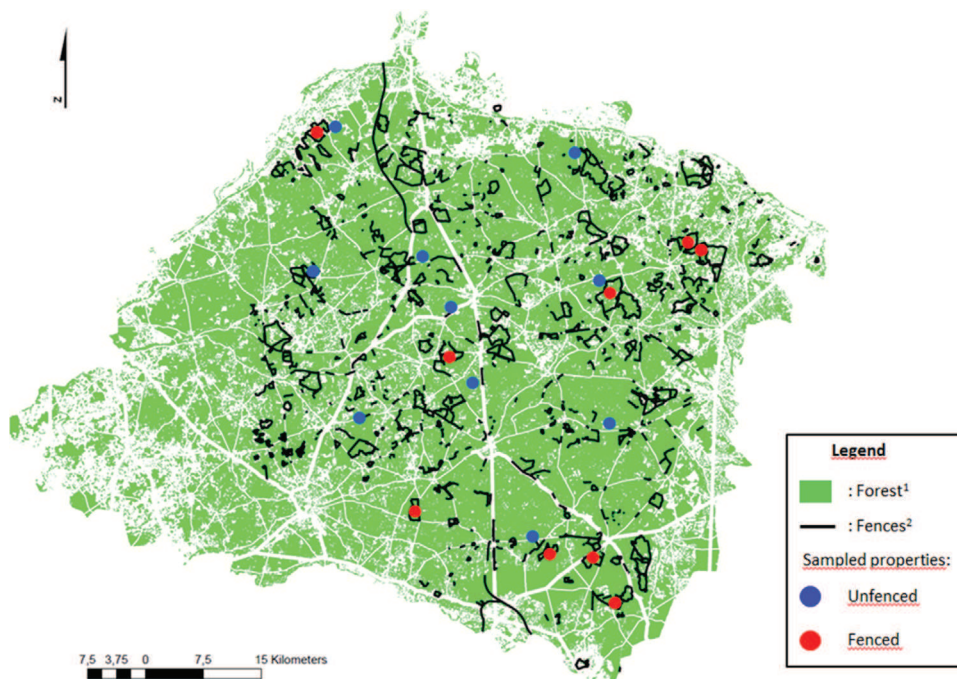 N
Legend
: Forest¹
: Fences²
Sampled properties:
Unfenced
Fenced
7,5 3,75 0 7,5 15 Kilometers